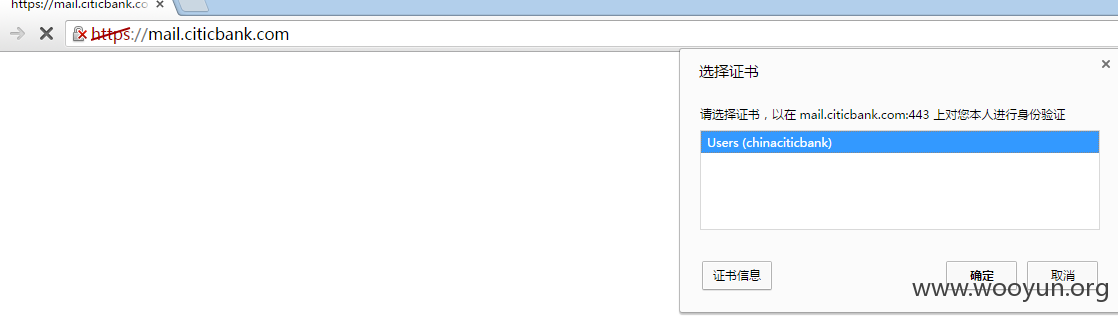 https://mail.citicbank.co
https://mail.citicbank.com
选择证书
请选择证书，以在 mail.citicbank.com:443 上对您本人进行身份验证
Users (chinaciticbank)
证书信息
确定
取消
www.wooyun.org